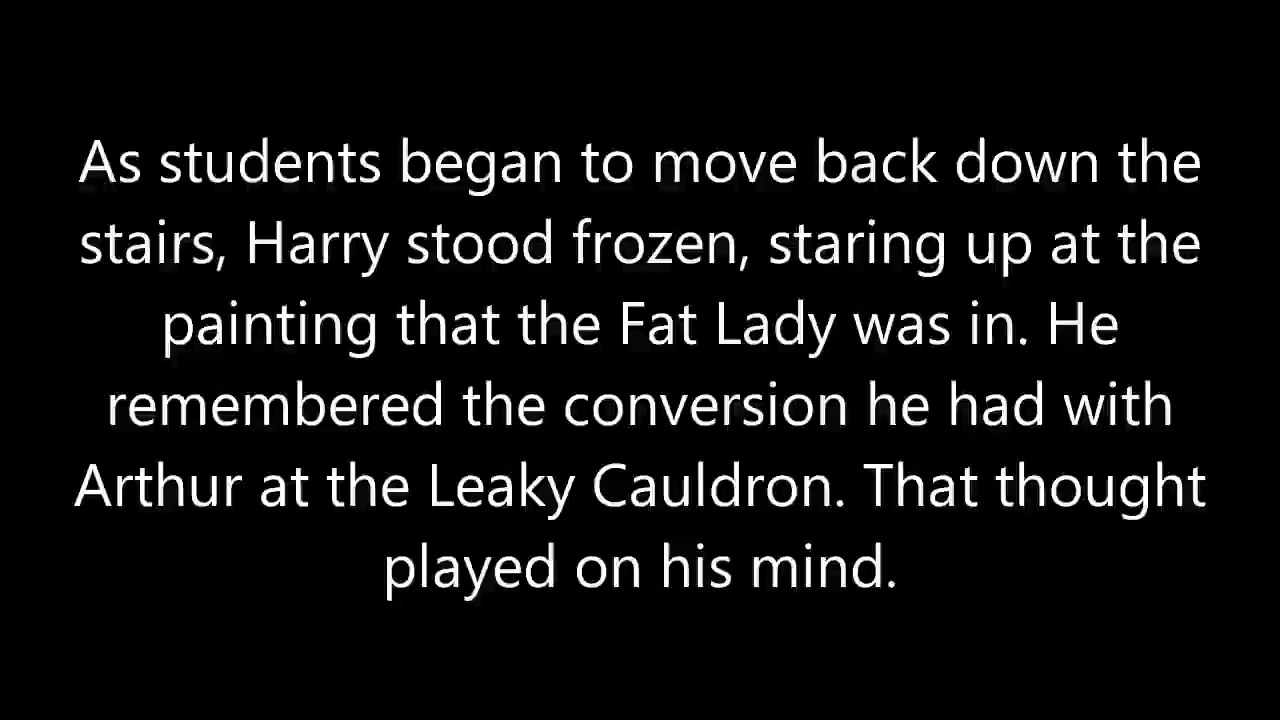 As students began to move back down the
stairs, Harry stood frozen, staring up at the
painting that the Fat Lady was in. He
remembered the conversion he had with
Arthur at the Leaky Cauldron. That thought
played on his mind.